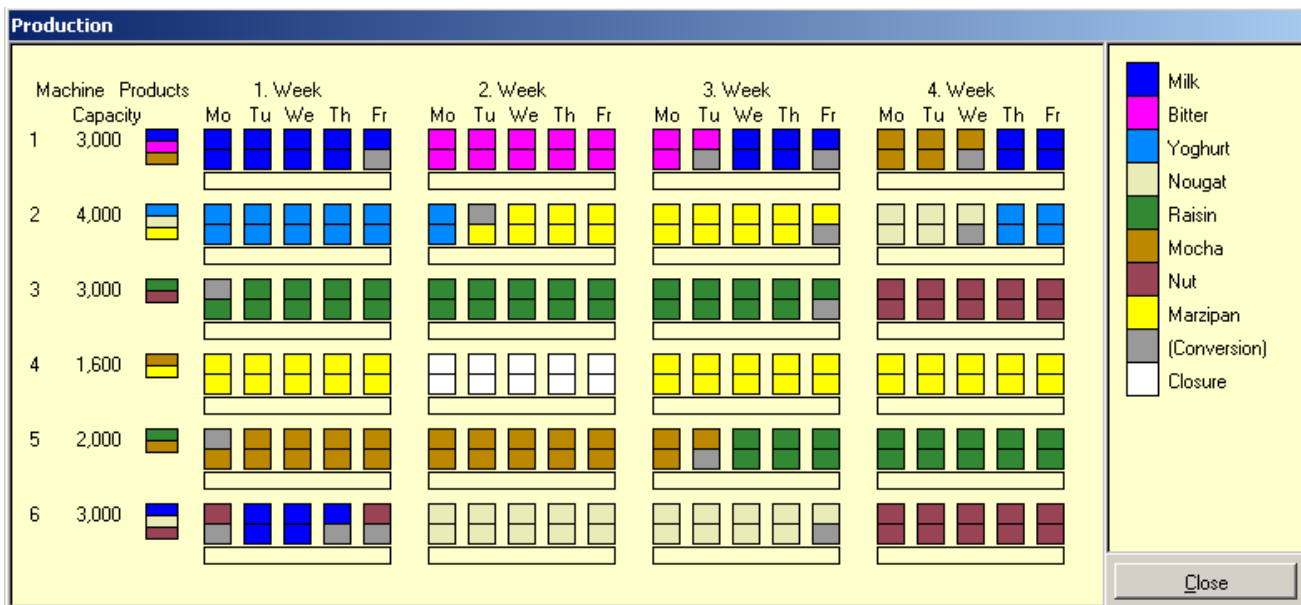 Production
Machine Products 1. Week 2. Week 3. Week 4. Week
Capacity Mo Tu We Th Fr Mo Tu We Th Fr Mo Tu We Th Fr Mo Tu We Th Fr
1 3,000
2 4,000
3 3,000
4 1,600
5 2,000
6 3,000
Milk
Bitter
Yoghurt
Nougat
Raisin
Mocha
Nut
Marzipan
(Conversion)
Closure
Close